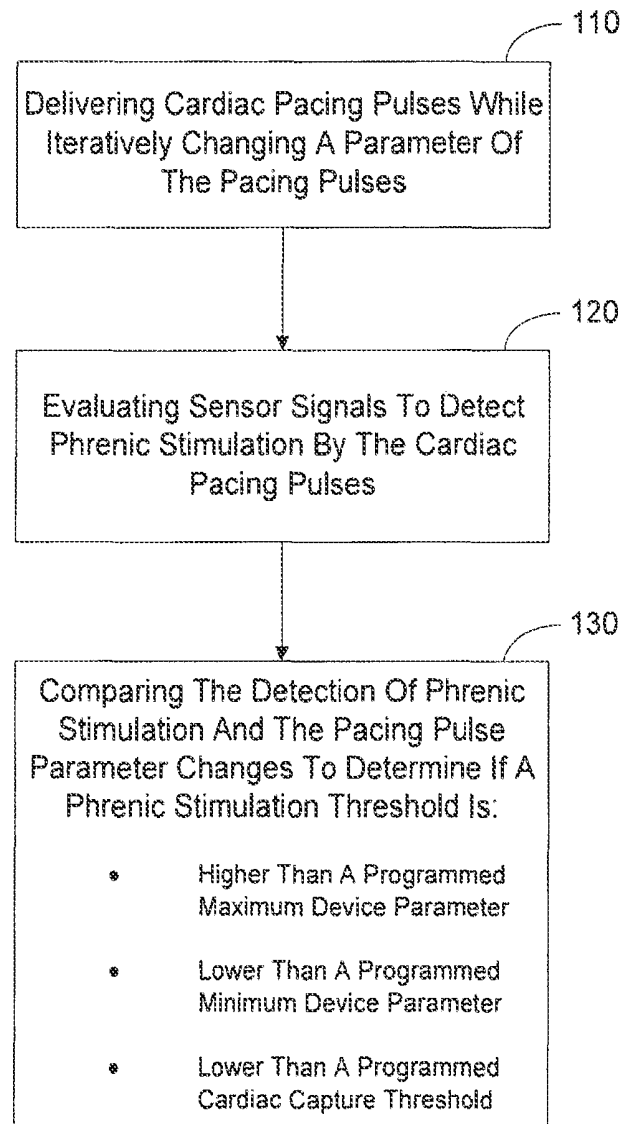 110
Delivering Cardiac Pacing Pulses While
Iteratively Changing A Parameter Of
The Pacing Pulses
120
Evaluating Sensor Signals To Detect
Phrenic Stimulation By The Cardiac
Pacing Pulses
130
Comparing The Detection Of Phrenic
Stimulation And The Pacing Pulse
Parameter Changes To Determine If A
Phrenic Stimulation Threshold Is:
• Higher Than A Programmed
Maximum Device Parameter
• Lower Than A Programmed
Minimum Device Parameter
• Lower Than A Programmed
Cardiac Capture Threshold